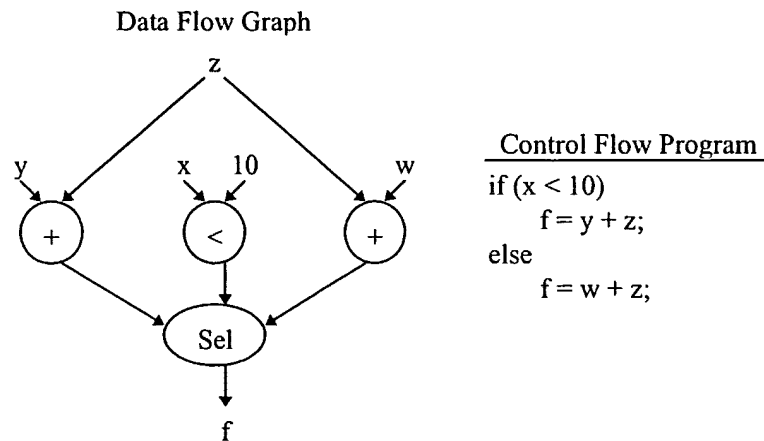 Data Flow Graph
z
y
x
10
w
+
<
+
Sel
f
Control Flow Program
if (x < 10)
f = y + z;
else
f = w + z;